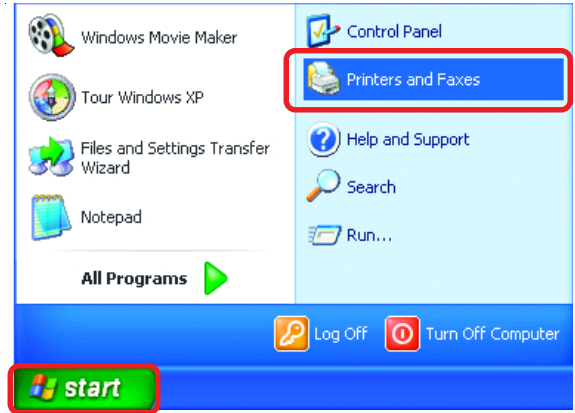 Windows Movie Maker
Tour Windows XP
Files and Settings Transfer
Wizard
Notepad
All Programs
Control Panel
Printers and Faxes
Help and Support
Search
Run...
Log Off
Turn Off Computer
start